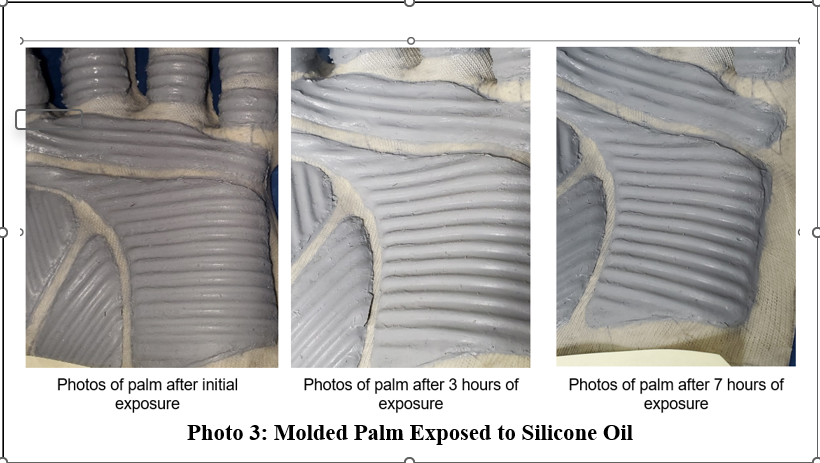 Photos of palm after initial
exposure
Photos of palm after 3 hours of
exposure
Photos of palm after 7 hours of
exposure
Photo 3: Molded Palm Exposed to Silicone Oil